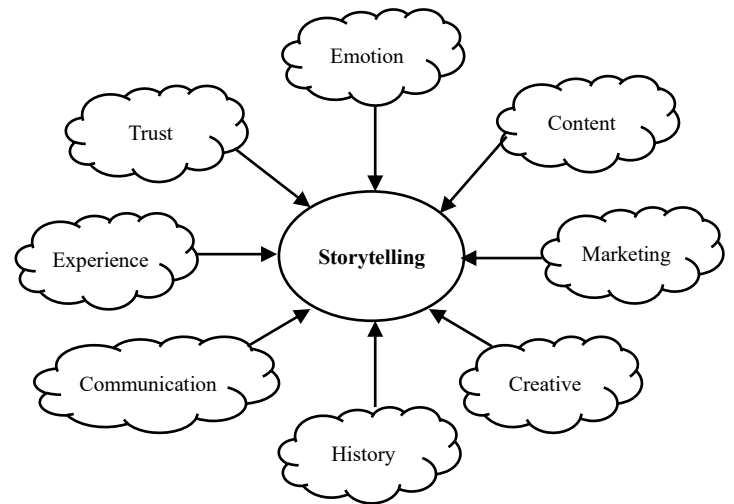 Emotion
Content
Trust
Marketing
Storytelling
Experience
Communication
Creative
History